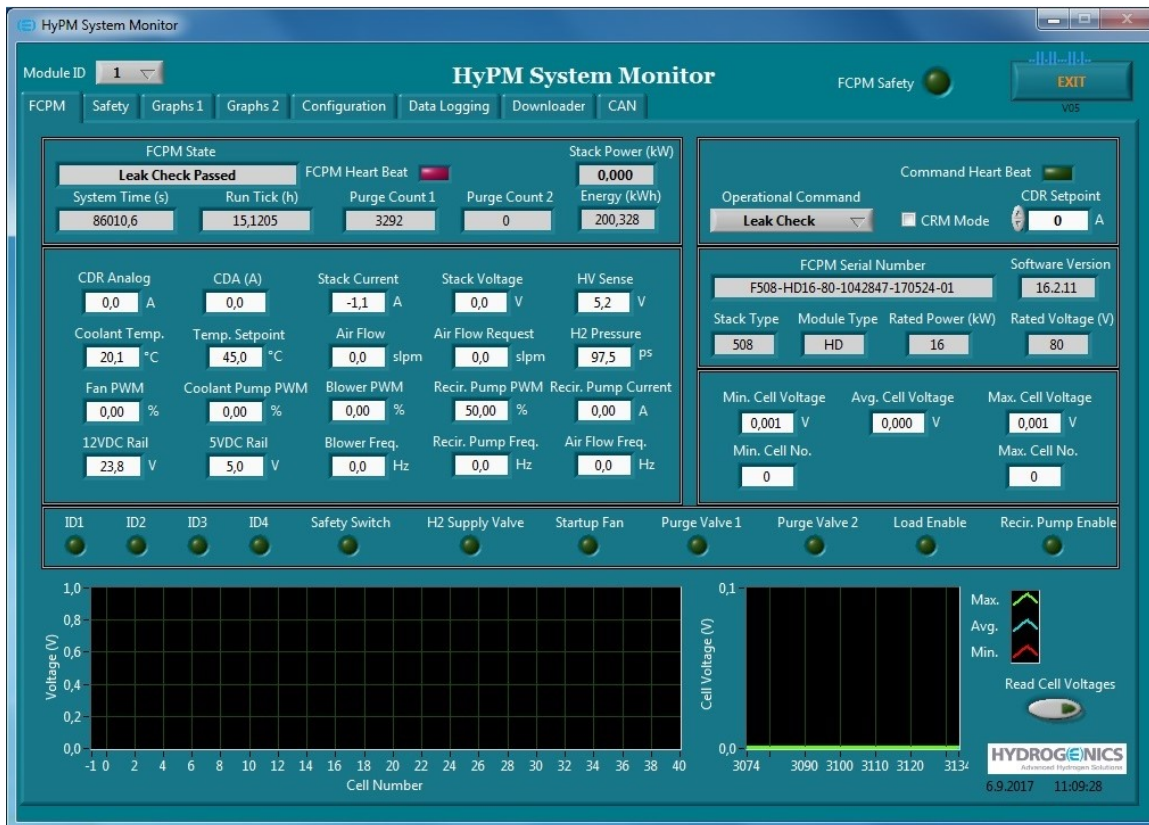 HyPM System Monitor
Module ID 1 HyPM System Monitor FCPM Safety EXIT
V05
FCPM Safety Graphs 1 Graphs 2 Configuration Data Logging Downloader CAN
FCPM State Stack Power (kW)
Leak Check Passed FCPM Heart Beat 0,000
System Time (s) Run Tick (h) Purge Count 1 Purge Count 2 Energy (kWh)
86010,6 15,1205 3292 0 200,328
Command Heart Beat
Operational Command CDR Setpoint
Leak Check CRM Mode 0 A
CDR Analog CDA (A) Stack Current Stack Voltage HV Sense
0,0 A 0,0 -1,1 A 0,0 V 5,2 V
Coolant Temp. Temp. Setpoint Air Flow Air Flow Request H2 Pressure
20,1 °C 45,0 °C 0,0 slpm 0,0 slpm 97,5 ps
Fan PWM Coolant Pump PWM Blower PWM Recir. Pump PWM Recir. Pump Current
0,00 % 0,00 % 0,00 % 50,00 % 0,00 A
12VDC Rail 5VDC Rail Blower Freq. Recir. Pump Freq. Air Flow Freq.
23,8 V 5,0 V 0,0 Hz 0,0 Hz 0,0 Hz
FCPM Serial Number Software Version
F508-HD16-80-1042847-170524-01 16.2.11
Stack Type Module Type Rated Power (kW) Rated Voltage (V)
508 HD 16 80
Min. Cell Voltage Avg. Cell Voltage Max. Cell Voltage
0,001 V 0,000 V 0,001 V
Min. Cell No. Max. Cell No.
0 0
ID1 ID2 ID3 ID4 Safety Switch H2 Supply Valve Startup Fan Purge Valve 1 Purge Valve 2 Load Enable Recir. Pump Enable
Voltage (V)
1,0
0,8
0,6
0,4
0,2
0,0
-1 0 2 4 6 8 10 12 14 16 18 20 22 24 26 28 30 32 34 36 38 40
Cell Number
Cell Voltage (V)
0,1
0,0
3074 3090 3100 3110 3120 3134
Max.
Avg.
Min.
Read Cell Voltages
HYDROGENICS
Advanced Hydrogen Solutions
6.9.2017 11:09:28